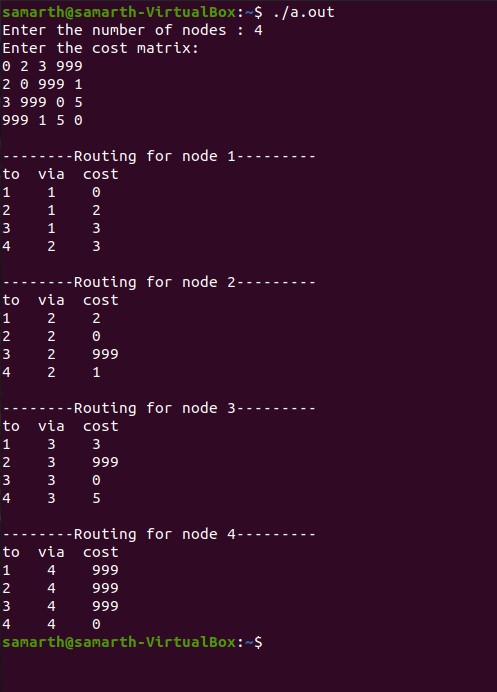 samarth@samarth-VirtualBox:~$ ./a.out
Enter the number of nodes : 4
Enter the cost matrix:
0 2 3 999
2 0 999 1
3 999 0 5
999 1 5 0
--------Routing for node 1---------
to via cost
1 1 0
2 1 2
3 1 3
4 2 3
--------Routing for node 2---------
to via cost
1 2 2
2 2 0
3 2 999
4 2 1
--------Routing for node 3---------
to via cost
1 3 3
2 3 999
3 3 0
4 3 5
--------Routing for node 4---------
to via cost
1 4 999
2 4 999
3 4 999
4 4 0
samarth@samarth-VirtualBox:~$